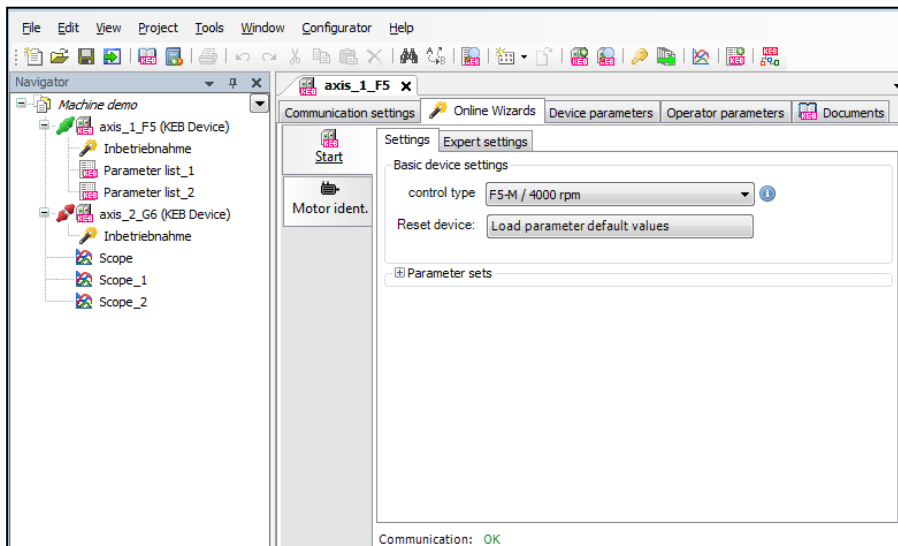 File Edit View Project Tools Window Configurator Help
Navigator
Machine demo
axis_1_F5 (KEB Device)
Inbetriebnahme
Parameter list_1
Parameter list_2
axis_2_G6 (KEB Device)
Inbetriebnahme
Scope
Scope_1
Scope_2
axis_1_F5
Communication settings Online Wizards Device parameters Operator parameters Documents
Start
Motor ident.
Settings Expert settings
Basic device settings
control type F5-M / 4000 rpm
Reset device: Load parameter default values
Parameter sets
Communication: OK